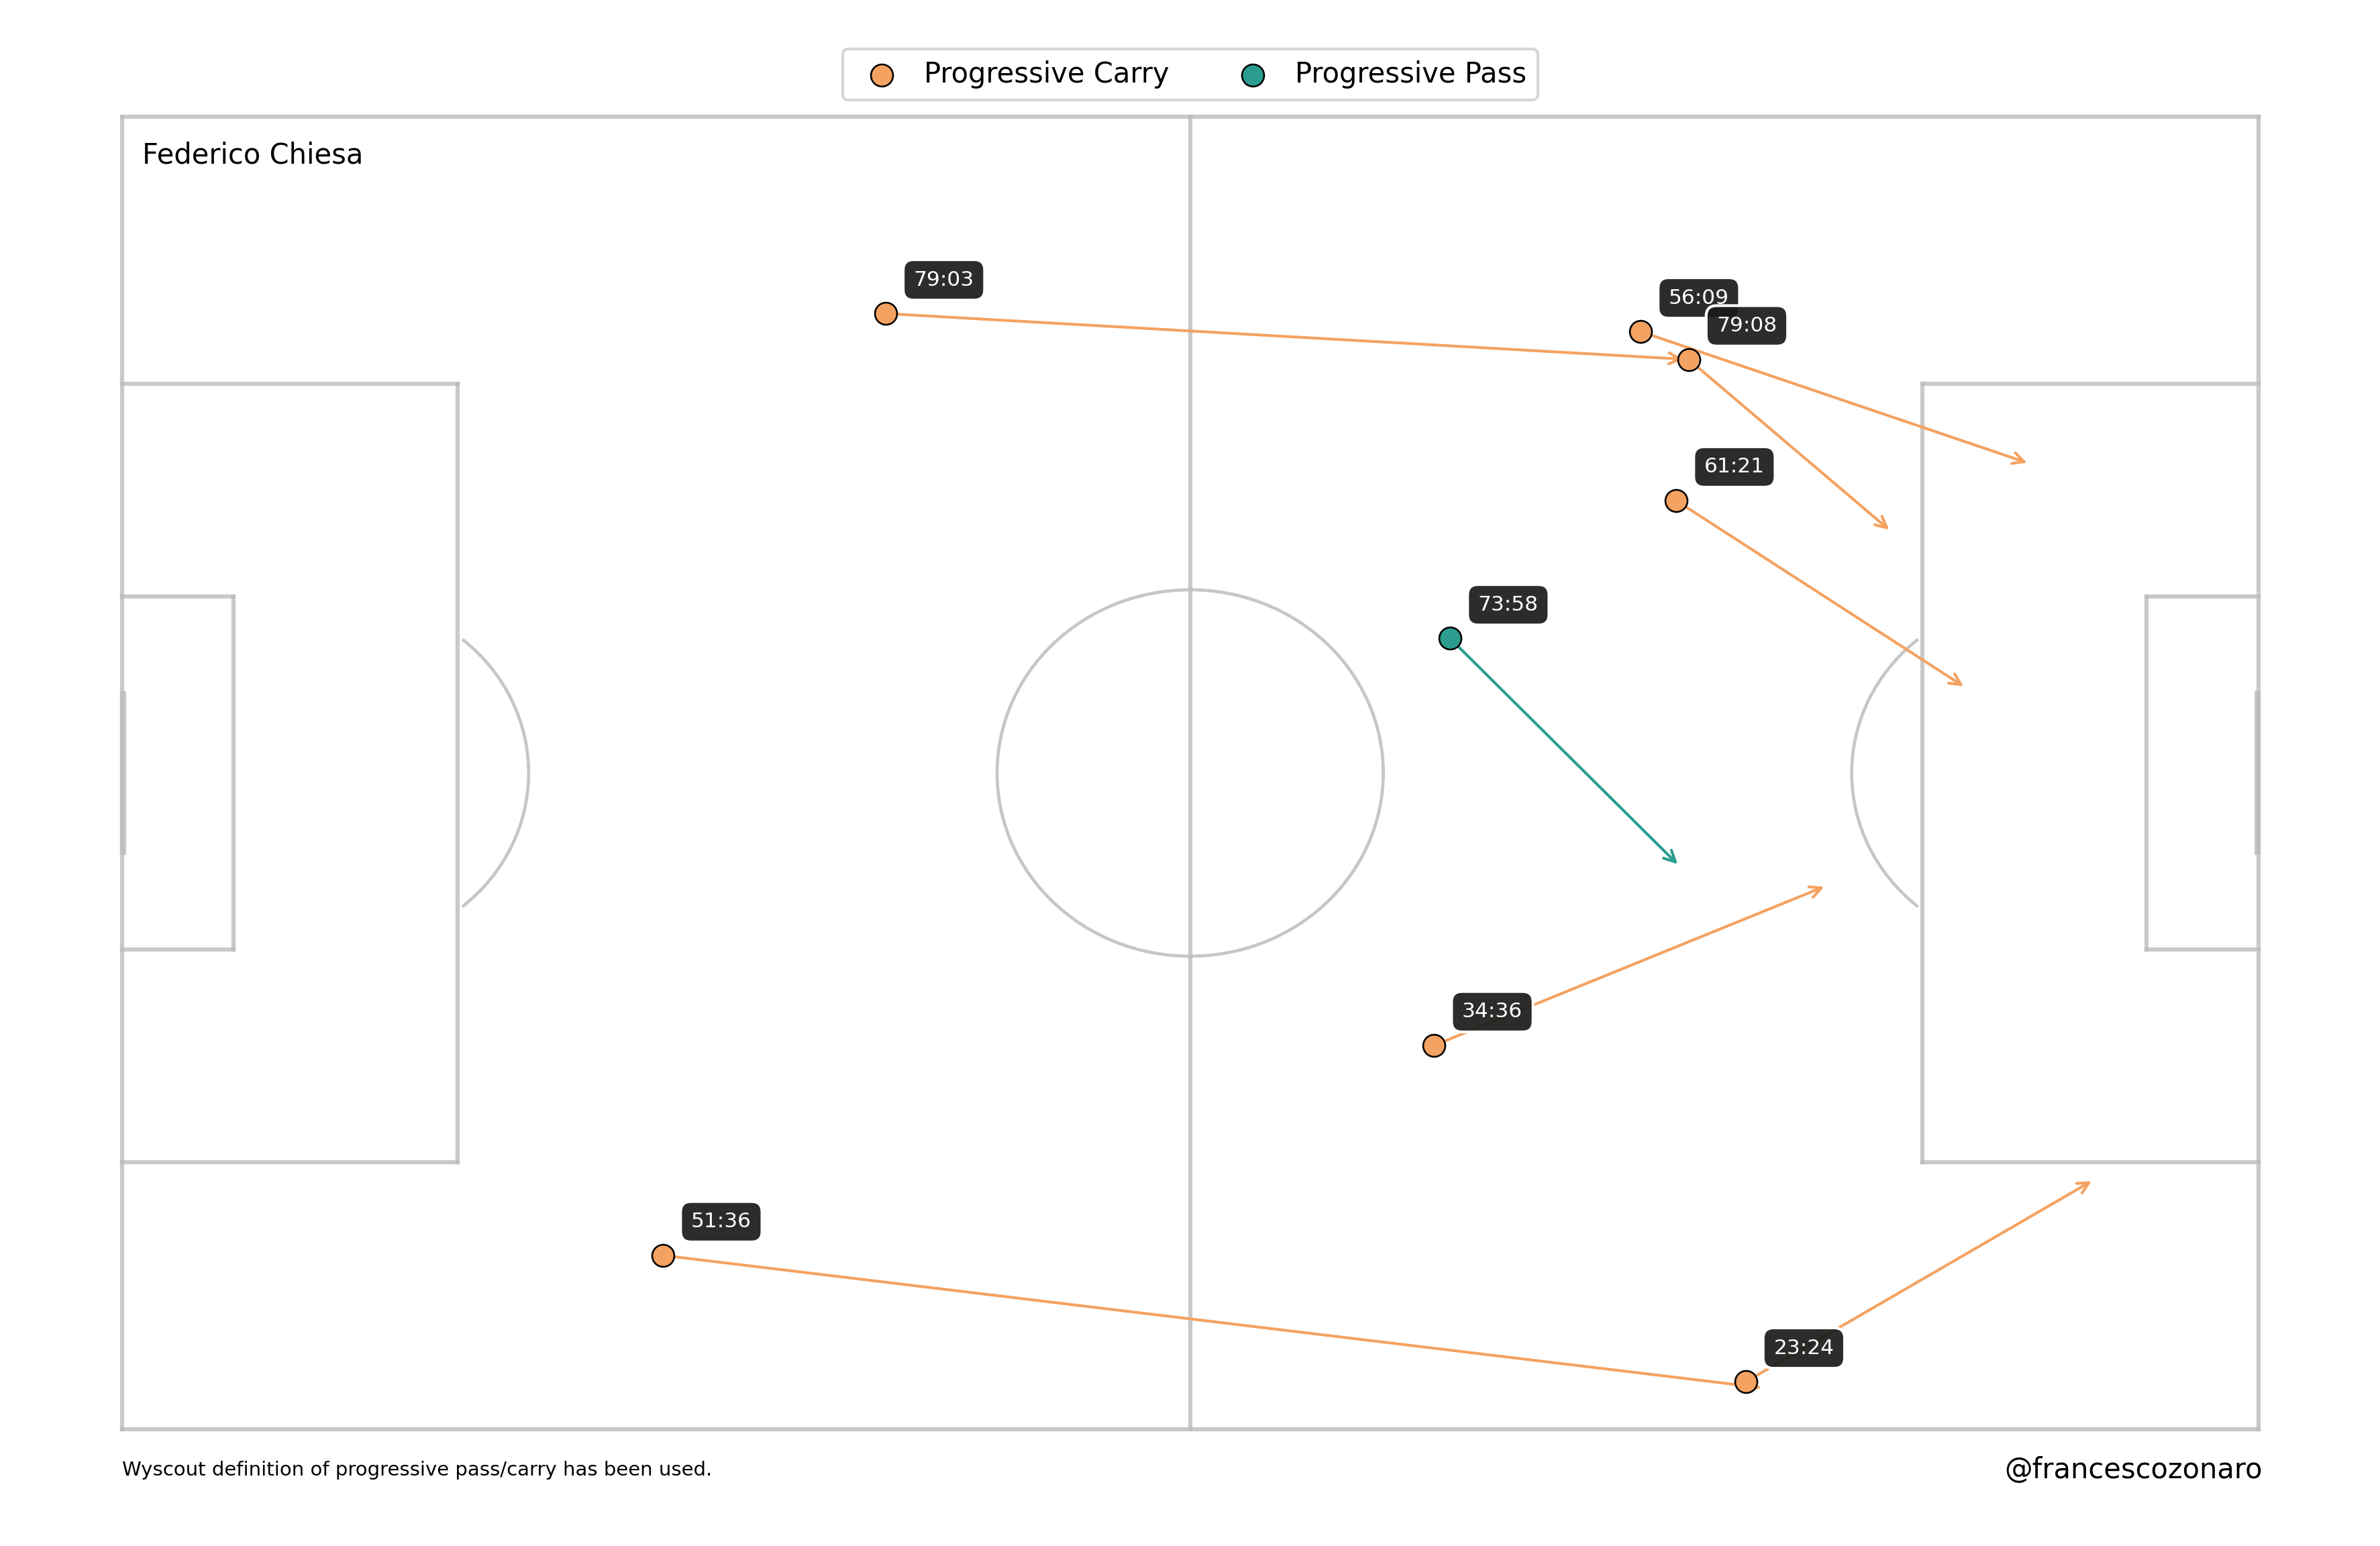 Progressive Carry
Progressive Pass
Federico Chiesa
79:03
56:09
79:08
61:21
73:58
34:36
51:36
23:24
Wyscout definition of progressive pass/carry has been used.
@francescozonaro